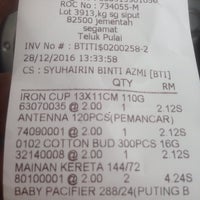 ROC No : 734055-M
Lot 3913,kg sg siput
82500 jementah
segamat
Teluk Pulai
INV No # : BTITI$0200258-2
28/12/2016 13:33:58
CS : SYUHAIRIN BINTI AZMI [BTI]
QTY RM
IRON CUP 13X11CM 110G
63070035 @ 2.00 1 2.12S
ANTENNA 120PCS(PEMANCAR)
74090001 @ 2.00 1 2.12S
0102 COTTON BUD 300PCS 16G
32140008 @ 2.00 1 2.12S
MAINAN KERETA 144/72
80100001 @ 2.00 2 4.24S
BABY PACIFIER 288/24(PUTING B